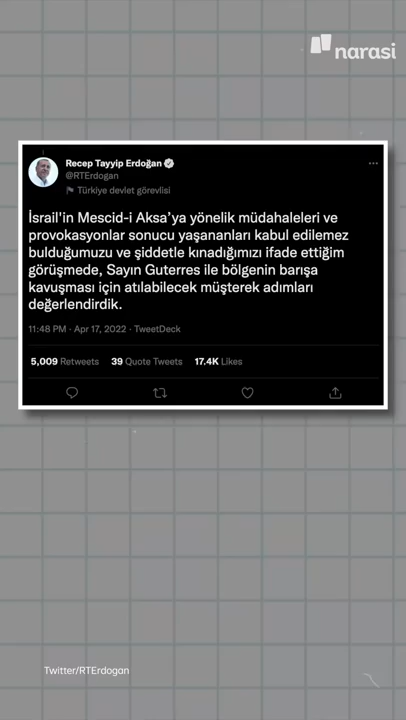 narasi
Recep Tayyip Erdoğan
@RTErdogan
Türkiye devlet görevlisi
İsrail'in Mescid-i Aksa'ya yönelik müdahaleleri ve
provokasyonlar sonucu yaşananları kabul edilemez
bulduğumuzu ve şiddetle kınadığımızı ifade ettiğim
görüşmede, Sayın Guterres ile bölgenin barışa
kavuşması için atılabilecek müşterek adımları
değerlendirdik.
11:48 PM · Apr 17, 2022 · TweetDeck
5,009 Retweets 39 Quote Tweets 17.4K Likes
Twitter/RTErdogan